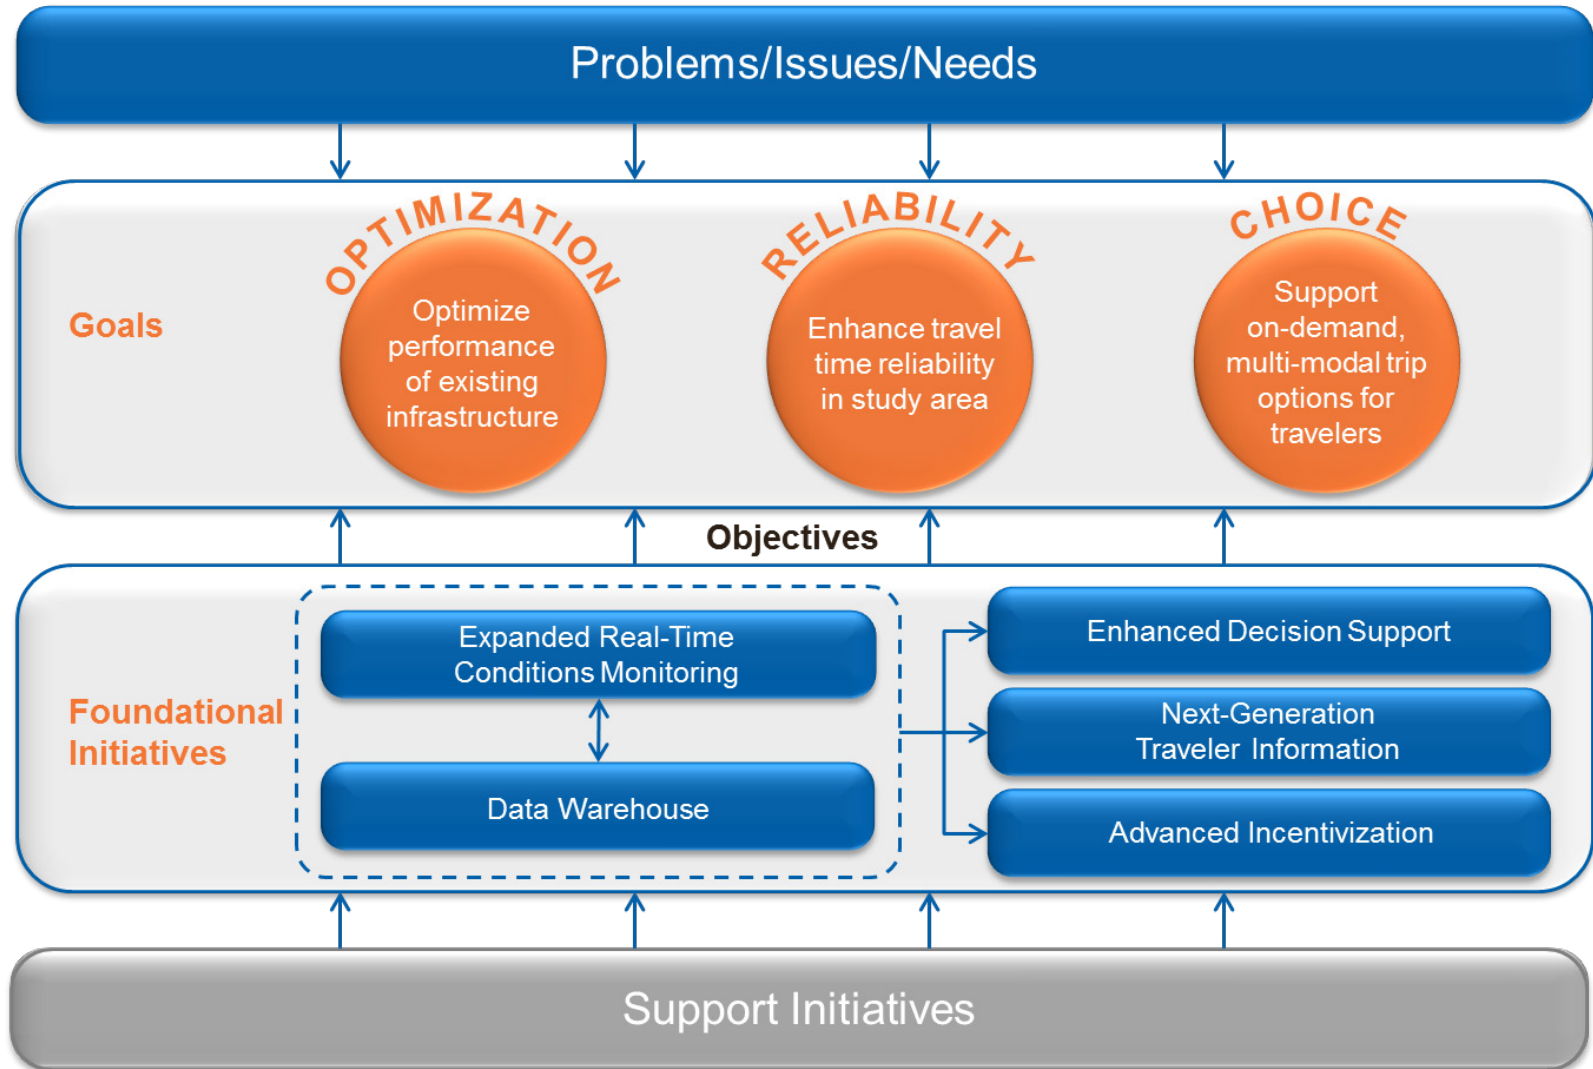 Problems/Issues/Needs
OPTIMIZATION
RELIABILITY
CHOICE
Goals
Optimize
performance
of existing
infrastructure
Enhance travel
time reliability
in study area
Support
on-demand,
multi-modal trip
options for
travelers
Objectives
Foundational
Initiatives
Expanded Real-Time
Conditions Monitoring
Data Warehouse
Enhanced Decision Support
Next-Generation
Traveler Information
Advanced Incentivization
Support Initiatives